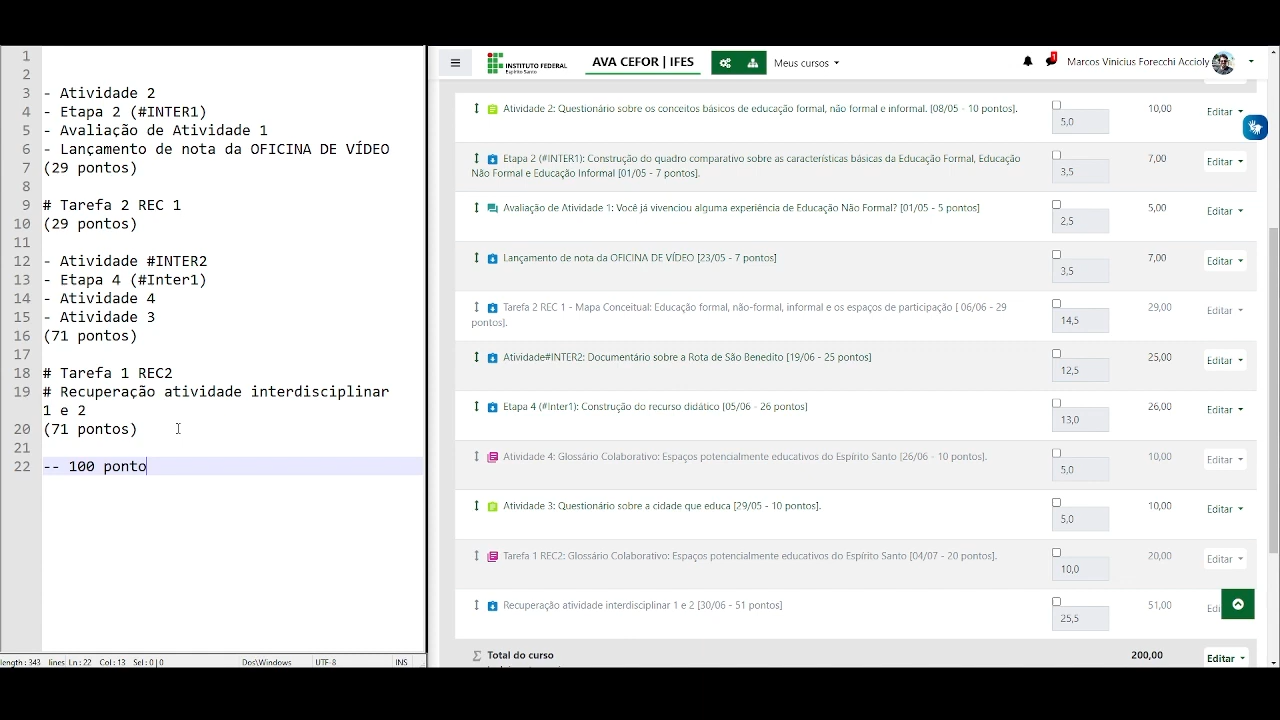 1
2
3 - Atividade 2
4 - Etapa 2 (#INTER1)
5 - Avaliação de Atividade 1
6 - Lançamento de nota da OFICINA DE VÍDEO
7 (29 pontos)
8
9 # Tarefa 2 REC 1
10 (29 pontos)
11
12 - Atividade #INTER2
13 - Etapa 4 (#Inter1)
14 - Atividade 4
15 - Atividade 3
16 (71 pontos)
17
18 # Tarefa 1 REC2
19 # Recuperação atividade interdisciplinar
1 e 2
20 (71 pontos)
21
22 -- 100 ponto
length : 343 lines Ln : 22 Col : 13 Sel : 0 | 0 Dos\Windows UTF-8 INS
INSTITUTO FEDERAL
Espírito Santo
AVA CEFOR | IFES
Meus cursos
1
Marcos Vinicius Forecchi Accioly
Atividade 2: Questionário sobre os conceitos básicos de educação formal, não formal e informal. [08/05 - 10 pontos].
5,0
10,00
Editar
Etapa 2 (#INTER1): Construção do quadro comparativo sobre as características básicas da Educação Formal, Educação
Não Formal e Educação Informal [01/05 - 7 pontos].
3,5
7,00
Editar
Avaliação de Atividade 1: Você já vivenciou alguma experiência de Educação Não Formal? [01/05 - 5 pontos]
2,5
5,00
Editar
Lançamento de nota da OFICINA DE VÍDEO [23/05 - 7 pontos]
3,5
7,00
Editar
Tarefa 2 REC 1 - Mapa Conceitual: Educação formal, não-formal, informal e os espaços de participação [ 06/06 - 29
pontos].
14,5
29,00
Editar
Atividade#INTER2: Documentário sobre a Rota de São Benedito [19/06 - 25 pontos]
12,5
25,00
Editar
Etapa 4 (#Inter1): Construção do recurso didático [05/06 - 26 pontos]
13,0
26,00
Editar
Atividade 4: Glossário Colaborativo: Espaços potencialmente educativos do Espírito Santo [26/06 - 10 pontos].
5,0
10,00
Editar
Atividade 3: Questionário sobre a cidade que educa [29/05 - 10 pontos].
5,0
10,00
Editar
Tarefa 1 REC2: Glossário Colaborativo: Espaços potencialmente educativos do Espírito Santo [04/07 - 20 pontos].
10,0
20,00
Editar
Recuperação atividade interdisciplinar 1 e 2 [30/06 - 51 pontos]
25,5
51,00
Σ Total do curso
200,00
Editar